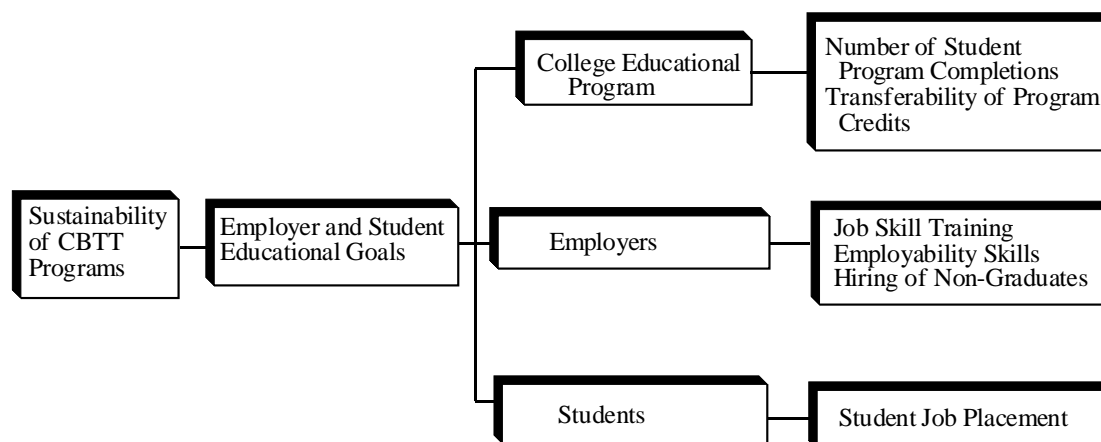 Sustainability
of CBTT
Programs
Employer and Student
Educational Goals
College Educational
Program
Number of Student
Program Completions
Transferability of Program
Credits
Employers
Job Skill Training
Employability Skills
Hiring of Non-Graduates
Students
Student Job Placement